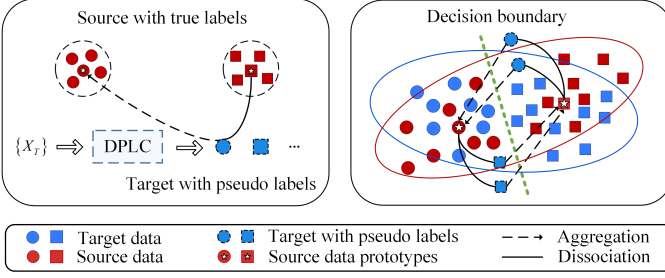 Source with true labels
{X_T}
DPLC
...
Target with pseudo labels
Decision boundary
Target data
Target with pseudo labels
Aggregation
Source data
Source data prototypes
Dissociation